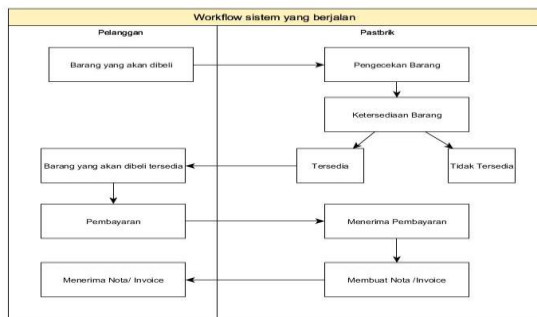 Workflow sistem yang berjalan
Pelanggan
Pastbrik
Barang yang akan dibeli
Pengecekan Barang
Ketersediaan Barang
Barang yang akan dibeli tersedia
Tersedia
Tidak Tersedia
Pembayaran
Menerima Pembayaran
Menerima Nota/ Invoice
Membuat Nota /Invoice